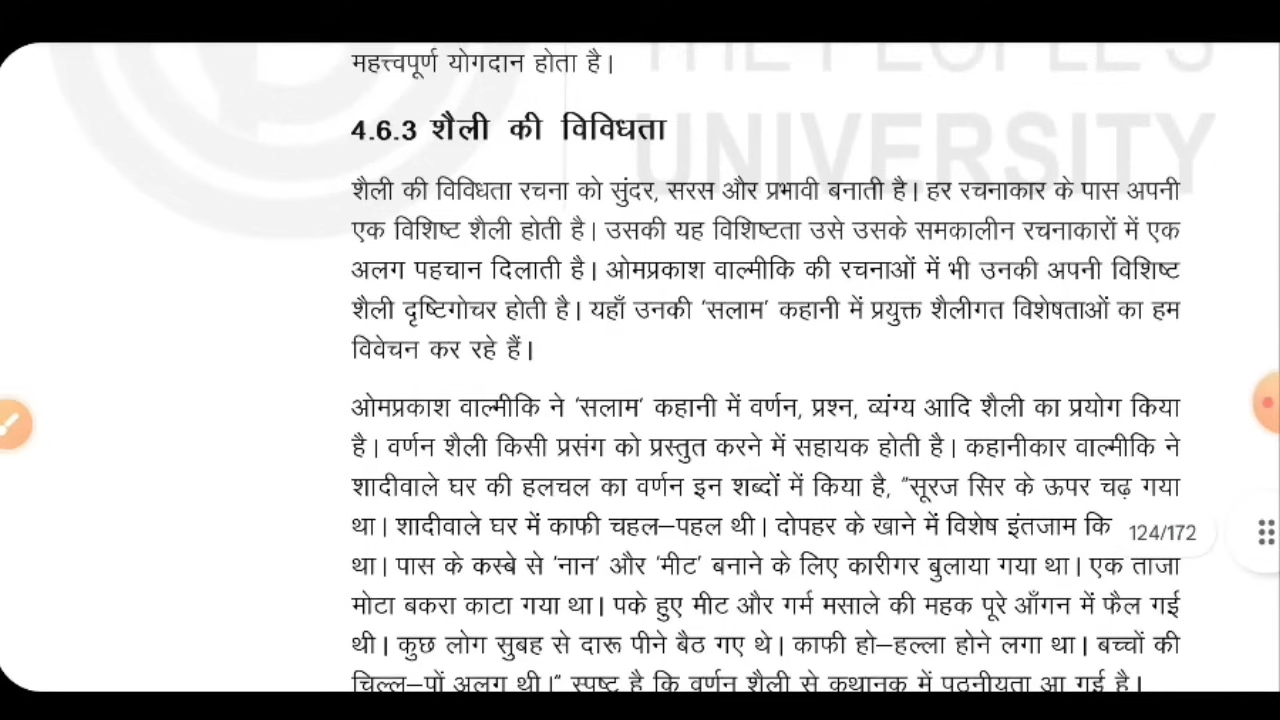 THE PEOPLE'S
UNIVERSITY
महत्त्वपूर्ण योगदान होता है।
4.6.3 शैली की विविधता
शैली की विविधता रचना को सुंदर, सरस और प्रभावी बनाती है। हर रचनाकार के पास अपनी
एक विशिष्ट शैली होती है। उसकी यह विशिष्टता उसे उसके समकालीन रचनाकारों में एक
अलग पहचान दिलाती है। ओमप्रकाश वाल्मीकि की रचनाओं में भी उनकी अपनी विशिष्ट
शैली दृष्टिगोचर होती है। यहाँ उनकी 'सलाम' कहानी में प्रयुक्त शैलीगत विशेषताओं का हम
विवेचन कर रहे हैं।
ओमप्रकाश वाल्मीकि ने 'सलाम' कहानी में वर्णन, प्रश्न, व्यंग्य आदि शैली का प्रयोग किया
है। वर्णन शैली किसी प्रसंग को प्रस्तुत करने में सहायक होती है। कहानीकार वाल्मीकि ने
शादीवाले घर की हलचल का वर्णन इन शब्दों में किया है, "सूरज सिर के ऊपर चढ़ गया
था। शादीवाले घर में काफी चहल–पहल थी। दोपहर के खाने में विशेष इंतजाम कि
124/172
था। पास के कस्बे से 'नान' और 'मीट' बनाने के लिए कारीगर बुलाया गया था। एक ताजा
मोटा बकरा काटा गया था। पके हुए मीट और गर्म मसाले की महक पूरे आँगन में फैल गई
थी। कुछ लोग सुबह से दारू पीने बैठ गए थे। काफी हो–हल्ला होने लगा था। बच्चों की
चिल्ल–पों अलग थी।" स्पष्ट है कि वर्णन शैली से कथानक में पठनीयता आ गई है।